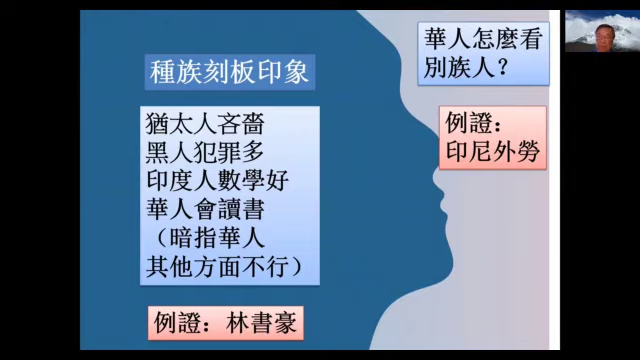 種族刻板印象
猶太人吝嗇
黑人犯罪多
印度人數學好
華人會讀書
（暗指華人
其他方面不行）
例證：林書豪
華人怎麼看
別族人？
例證：
印尼外勞